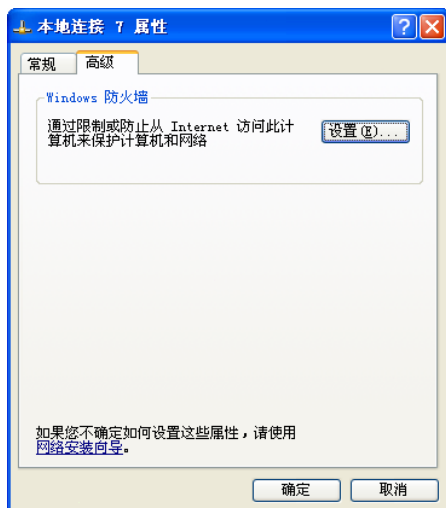 本地连接 7 属性
常规
高级
Windows 防火墙
通过限制或防止从 Internet 访问此计
算机来保护计算机和网络
设置(E)...
如果您不确定如何设置这些属性,请使用
网络安装向导。
确定
取消